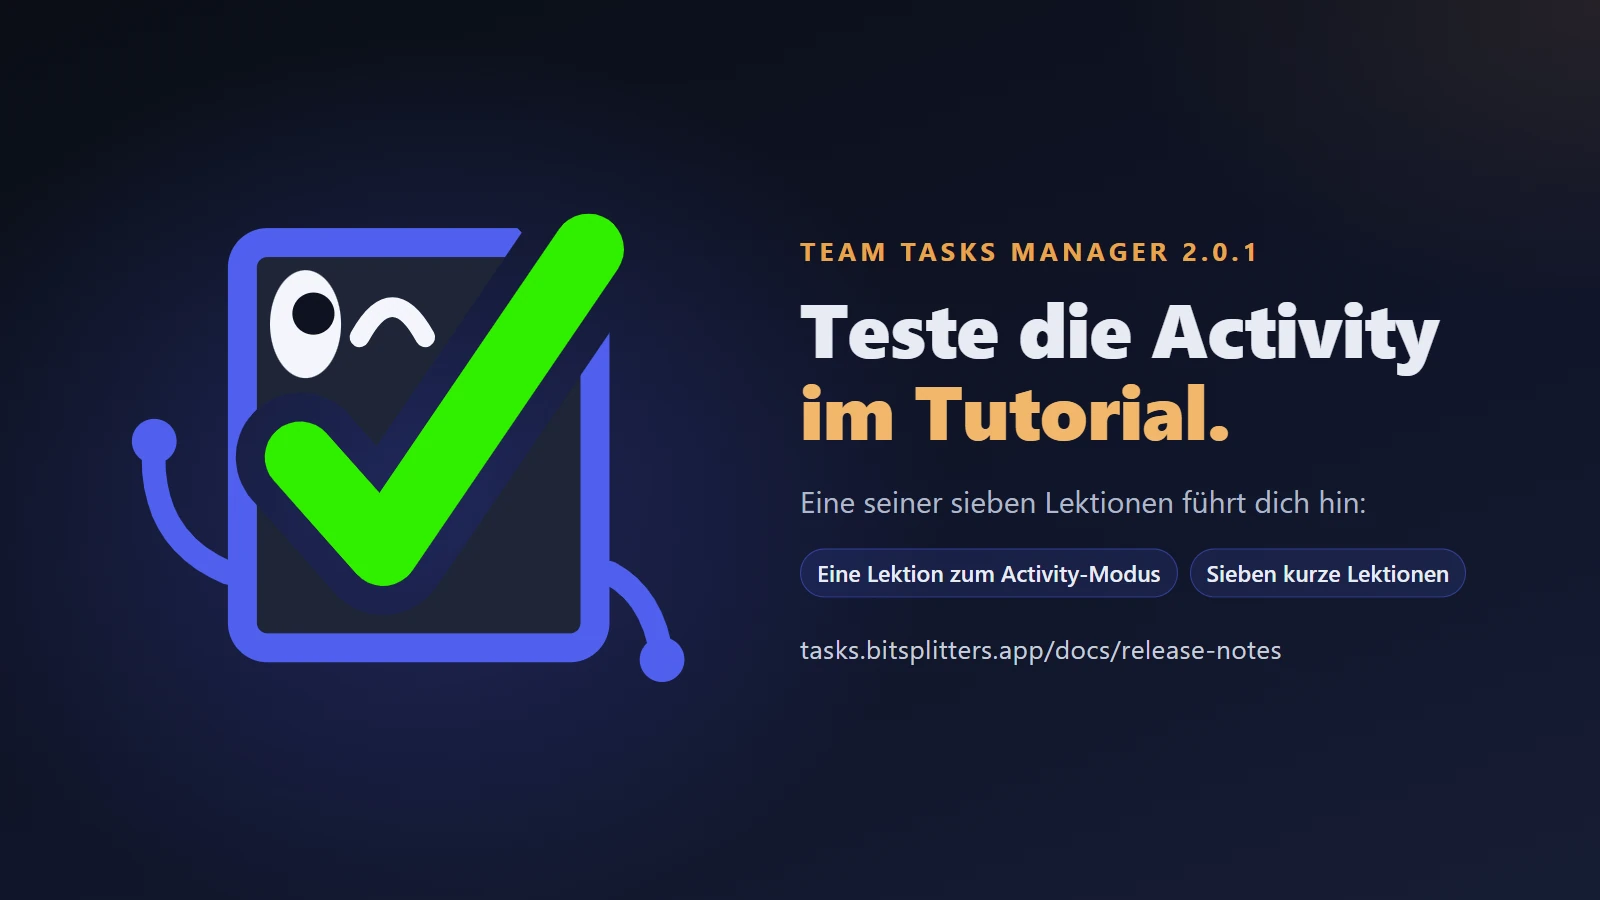 TEAM TASKS MANAGER 2.0.1
Teste die Activity
im Tutorial.
Eine seiner sieben Lektionen führt dich hin:
Eine Lektion zum Activity-Modus
Sieben kurze Lektionen
tasks.bitsplitters.app/docs/release-notes